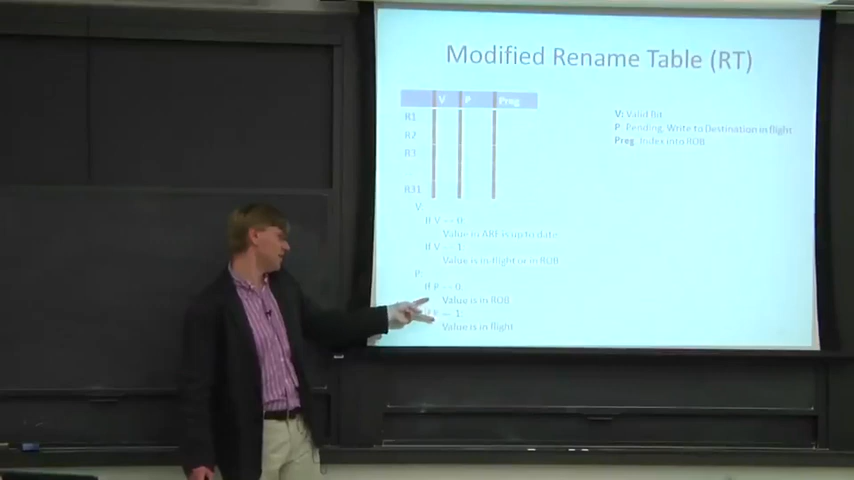 Modified Rename Table (RT)
V P Preg
R1
R2
R3
R31
V: Valid Bit
P: Pending, Write to Destination in flight
Preg: Index into ROB
V:
If V == 0:
Value in ARF is up to date
If V == 1:
Value is in flight or in ROB
P:
If P == 0:
Value is in ROB
If P == 1:
Value is in flight